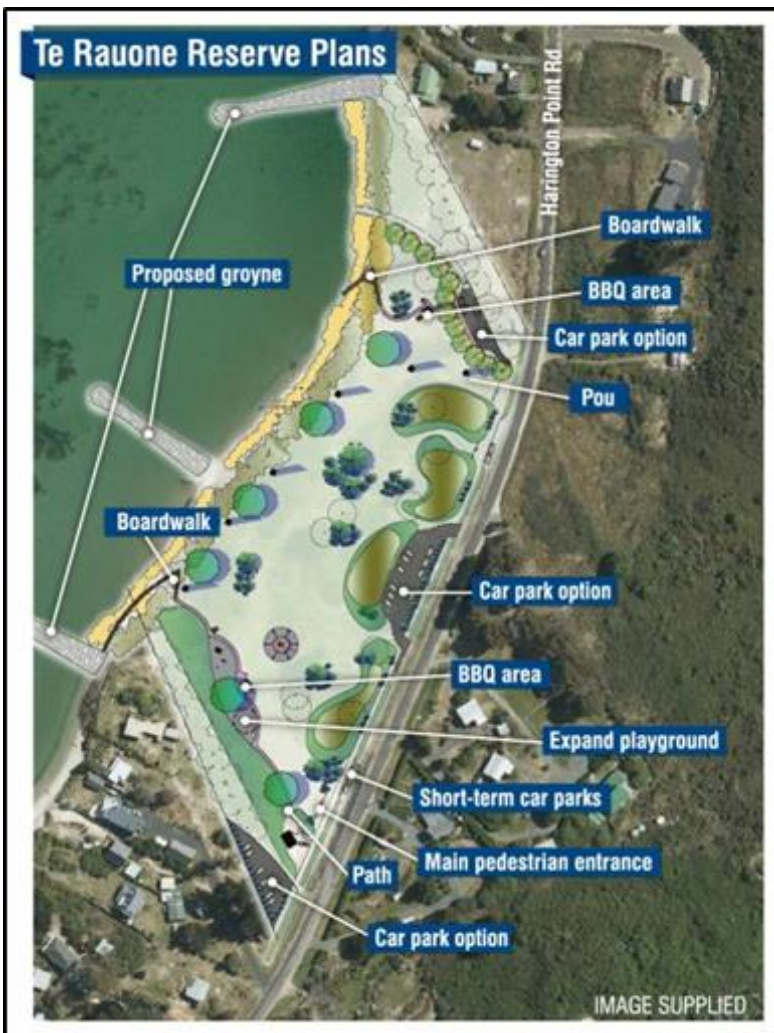 Te Rauone Reserve Plans
Harington Point Rd
Boardwalk
Proposed groyne
BBQ area
Car park option
Pou
Boardwalk
Car park option
BBQ area
Expand playground
Short-term car parks
Main pedestrian entrance
Path
Car park option
IMAGE SUPPLIED